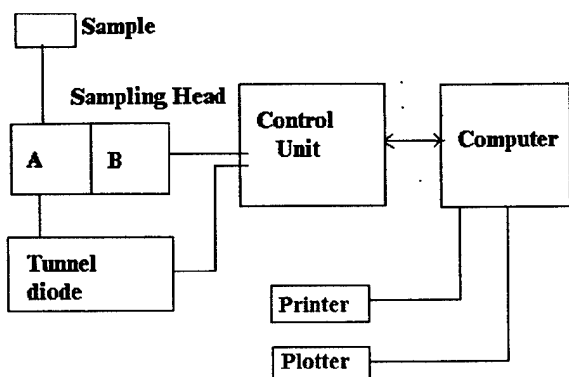 Sample
Sampling Head
A
B
Control
Unit
Computer
Tunnel
diode
Printer
Plotter